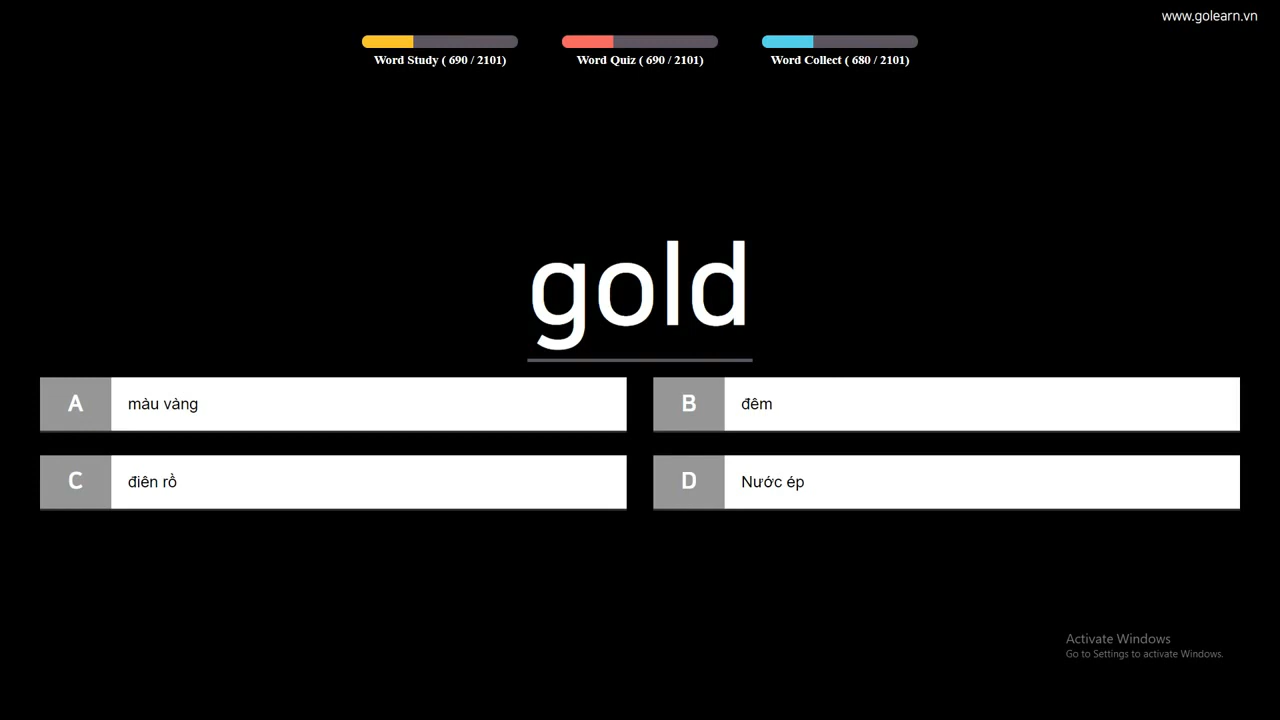 www.golearn.vn
Word Study ( 690 / 2101)
Word Quiz ( 690 / 2101)
Word Collect ( 680 / 2101)
gold
A màu vàng
B đêm
C điên rồ
D Nước ép
Activate Windows
Go to Settings to activate Windows.